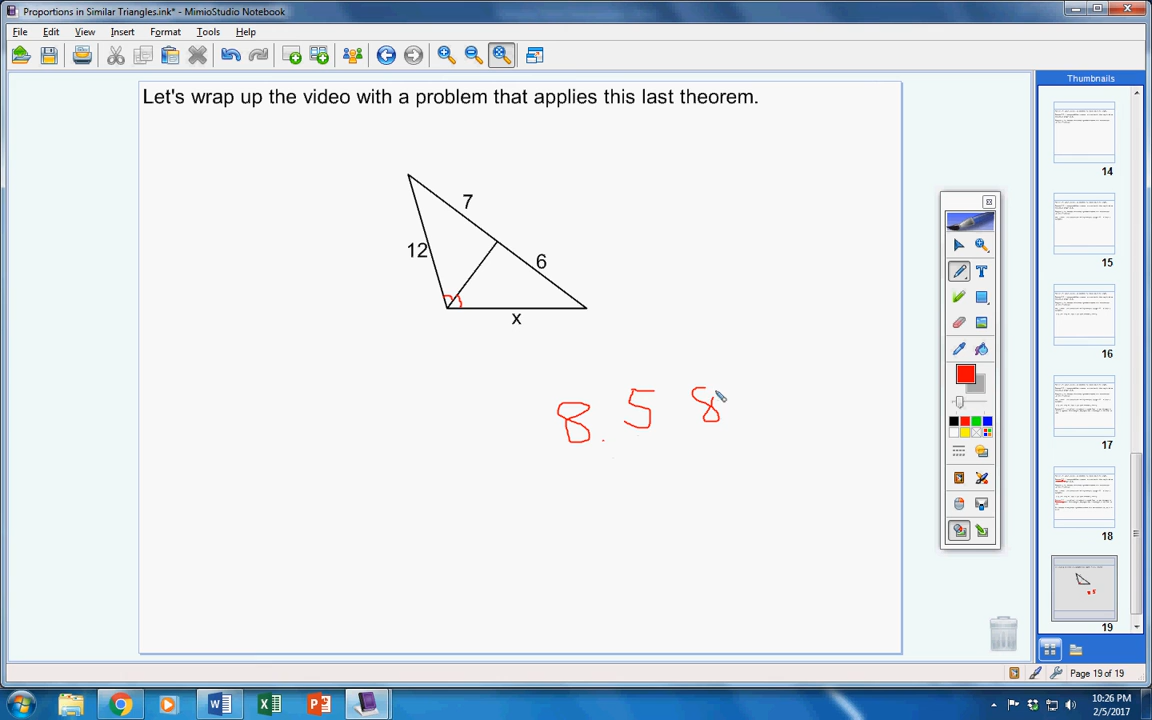 Proportions in Similar Triangles.ink* - MimioStudio Notebook
File Edit View Insert Format Tools Help
Let's wrap up the video with a problem that applies this last theorem.
7
12
6
x
8.5 8
T
Thumbnails
14
15
16
17
18
19
Page 19 of 19
10:26 PM
2/5/2017